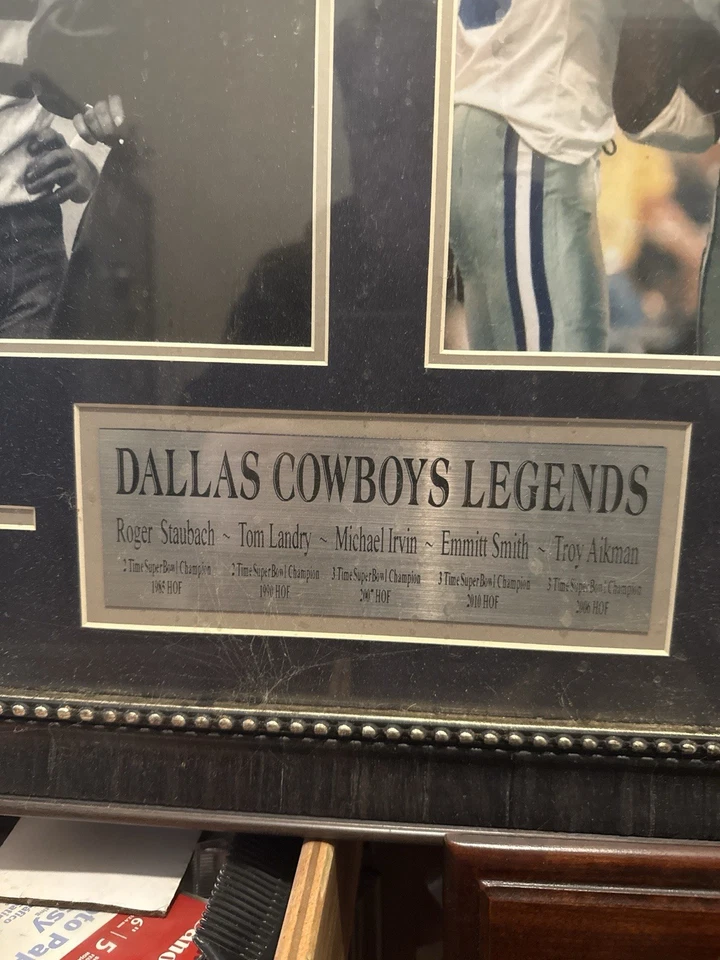 DALLAS COWBOYS LEGENDS
Roger Staubach ~ Tom Landry ~ Michael Irvin ~ Emmitt Smith ~ Troy Aikman
2 Time Super Bowl Champion 2 Time Super Bowl Champion 3 Time Super Bowl Champion 3 Time Super Bowl Champion 3 Time Super Bowl Champion
1985 HOF 1990 HOF 2007 HOF 2010 HOF 2006 HOF
6" | 5